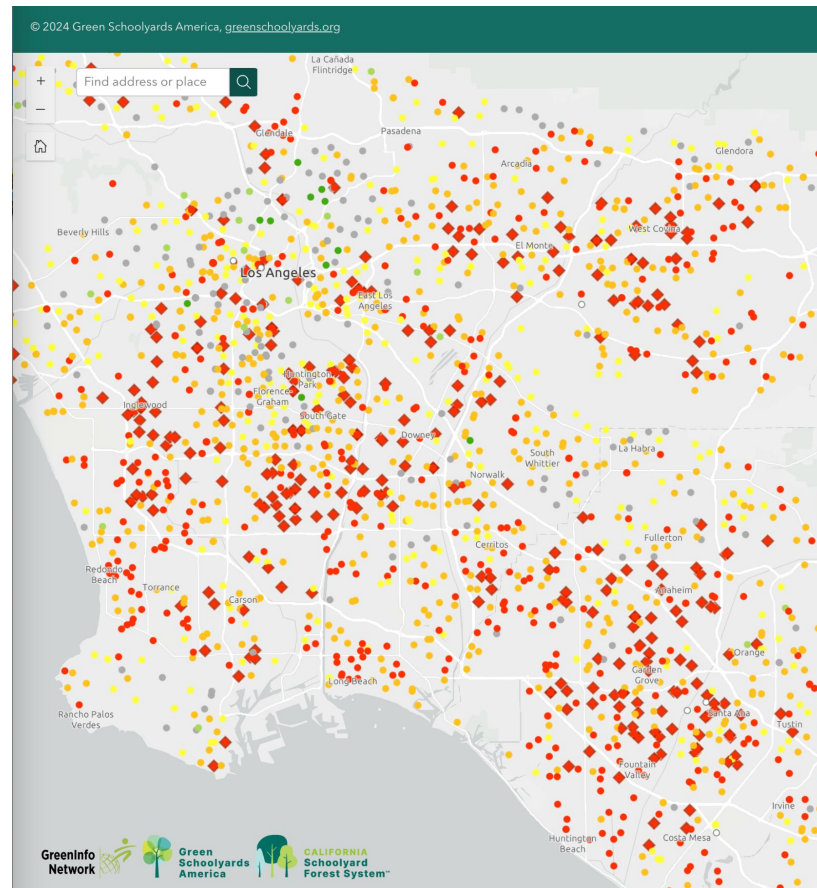 © 2024 Green Schoolyards America, greenschoolyards.org
La Cañada
Flintridge
+
Find address or place
−
Glendale
Pasadena
Glendora
Arcadia
Beverly Hills
West Covina
El Monte
Los Angeles
East Los
Angeles
Huntington
Park
Florence-
Graham
Inglewood
South Gate
Downey
La Habra
South
Whittier
Norwalk
Fullerton
Cerritos
Redondo
Beach
Torrance
Anaheim
Carson
Orange
Garden
Grove
Long Beach
Rancho Palos
Verdes
Santa Ana
Tustin
Fountain
Valley
Irvine
Huntington
Beach
Costa Mesa
GreenInfo
Network
Green
Schoolyards
America
CALIFORNIA
Schoolyard
Forest System™